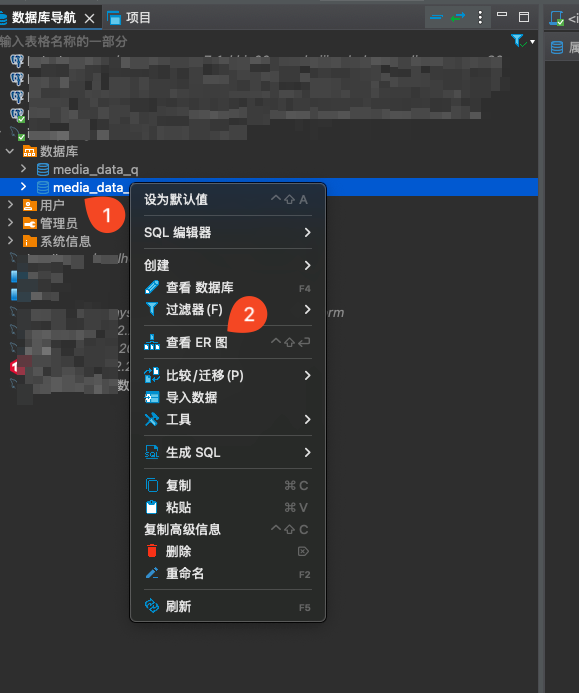 数据库导航
项目
<i
输入表格名称的一部分
属
数据库
media_data_q
media_data_
用户
管理员
系统信息
1
设为默认值 ^⇧ A
SQL 编辑器
创建
查看 数据库 F4
过滤器(F)
2
查看 ER 图 ^⇧↩
比较/迁移(P)
导入数据
工具
生成 SQL
复制 ⌘ C
粘贴 ⌘ V
复制高级信息 ^⇧ C
删除 ⌦
重命名 F2
刷新 F5
rm
数